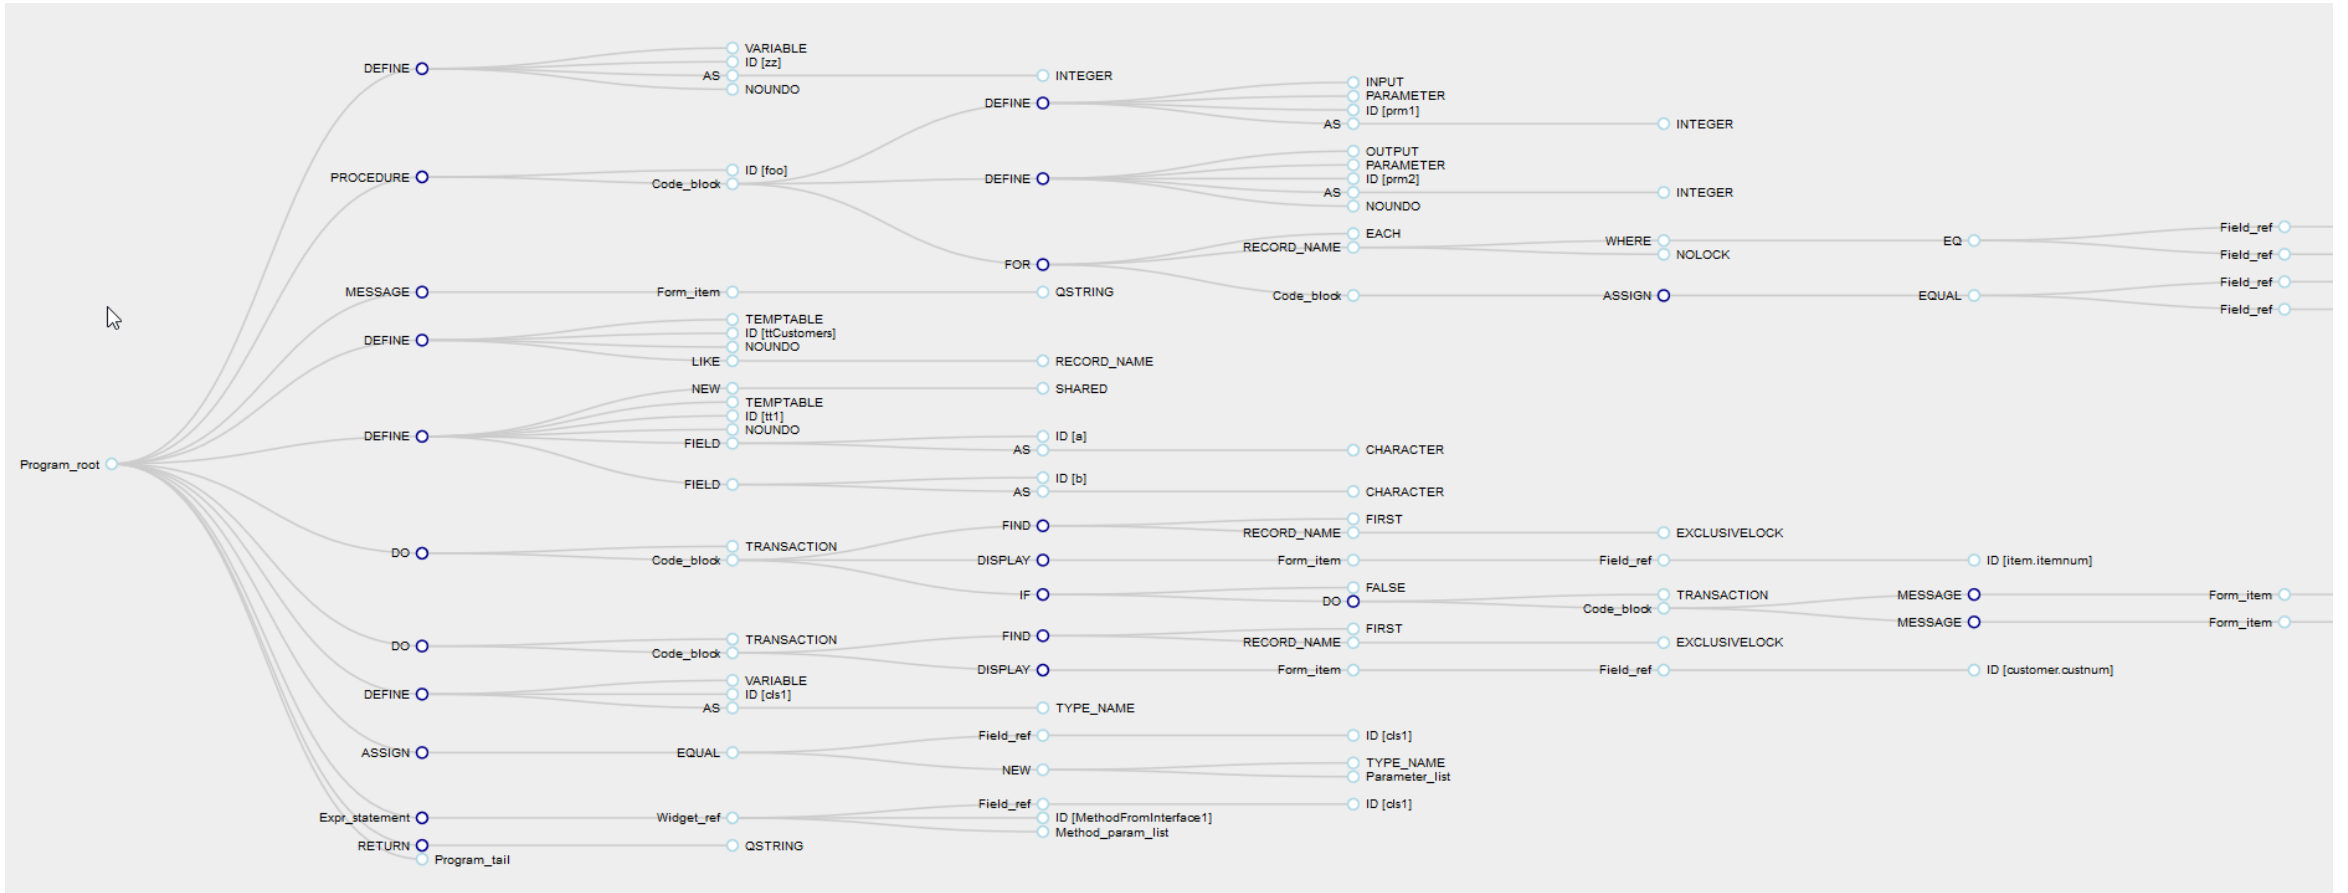 VARIABLE
DEFINE
ID [zz]
AS
INTEGER
NOUNDO
INPUT
DEFINE
PARAMETER
ID [prm1]
AS
INTEGER
OUTPUT
PROCEDURE
ID [foo]
PARAMETER
Code_block
DEFINE
ID [prm2]
AS
INTEGER
NOUNDO
EACH
Field_ref
RECORD_NAME
WHERE
EQ
NOLOCK
Field_ref
FOR
Field_ref
MESSAGE
Form_item
QSTRING
Code_block
ASSIGN
EQUAL
Field_ref
TEMPTABLE
DEFINE
ID [ttCustomers]
NOUNDO
LIKE
RECORD_NAME
NEW
SHARED
TEMPTABLE
ID [tt1]
DEFINE
NOUNDO
ID [a]
FIELD
AS
CHARACTER
Program_root
FIELD
ID [b]
AS
CHARACTER
FIND
FIRST
RECORD_NAME
EXCLUSIVELOCK
DO
TRANSACTION
Code_block
DISPLAY
Form_item
Field_ref
ID [item.itemnum]
IF
FALSE
DO
TRANSACTION
MESSAGE
Form_item
Code_block
MESSAGE
Form_item
DO
TRANSACTION
FIND
FIRST
Code_block
RECORD_NAME
EXCLUSIVELOCK
DISPLAY
Form_item
Field_ref
ID [customer.custnum]
VARIABLE
DEFINE
ID [cls1]
AS
TYPE_NAME
Field_ref
ID [cls1]
ASSIGN
EQUAL
NEW
TYPE_NAME
Parameter_list
Field_ref
ID [cls1]
Expr_statement
Widget_ref
ID [MethodFromInterface1]
Method_param_list
RETURN
QSTRING
Program_tail